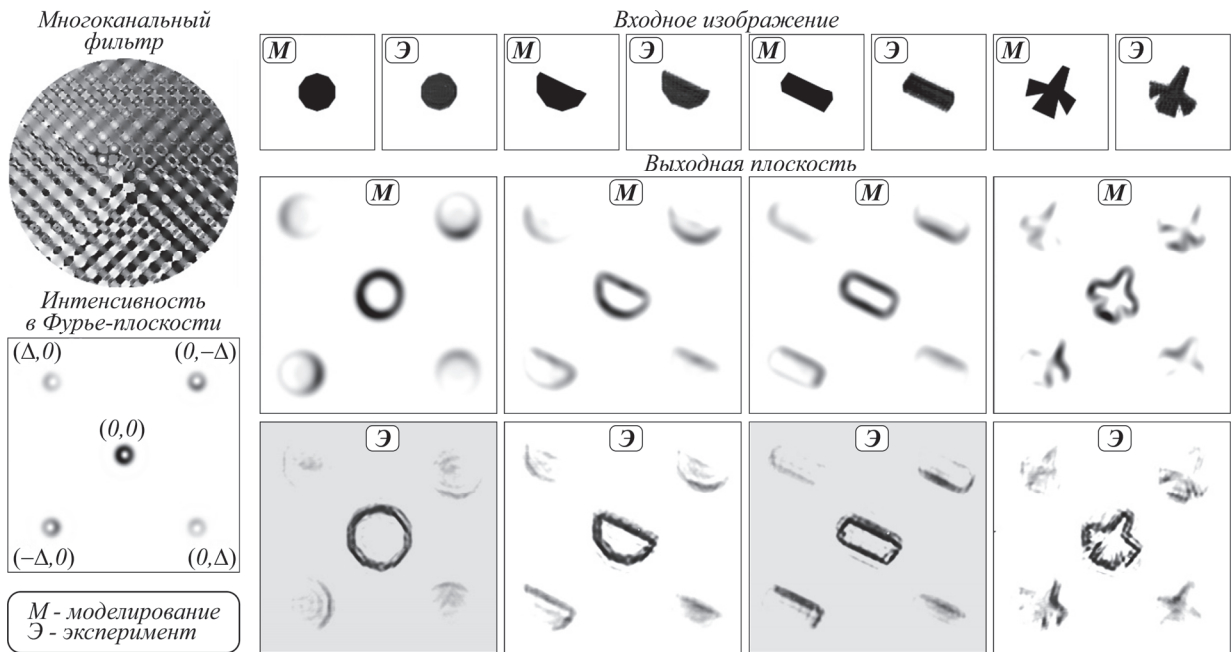 Многоканальный
фильтр
Входное изображение
М
Э
М
Э
М
Э
М
Э
Выходная плоскость
М
М
М
М
Интенсивность
в Фурье-плоскости
(Δ,0)
(0,−Δ)
(0,0)
(−Δ,0)
(0,Δ)
Э
Э
Э
Э
М - моделирование
Э - эксперимент